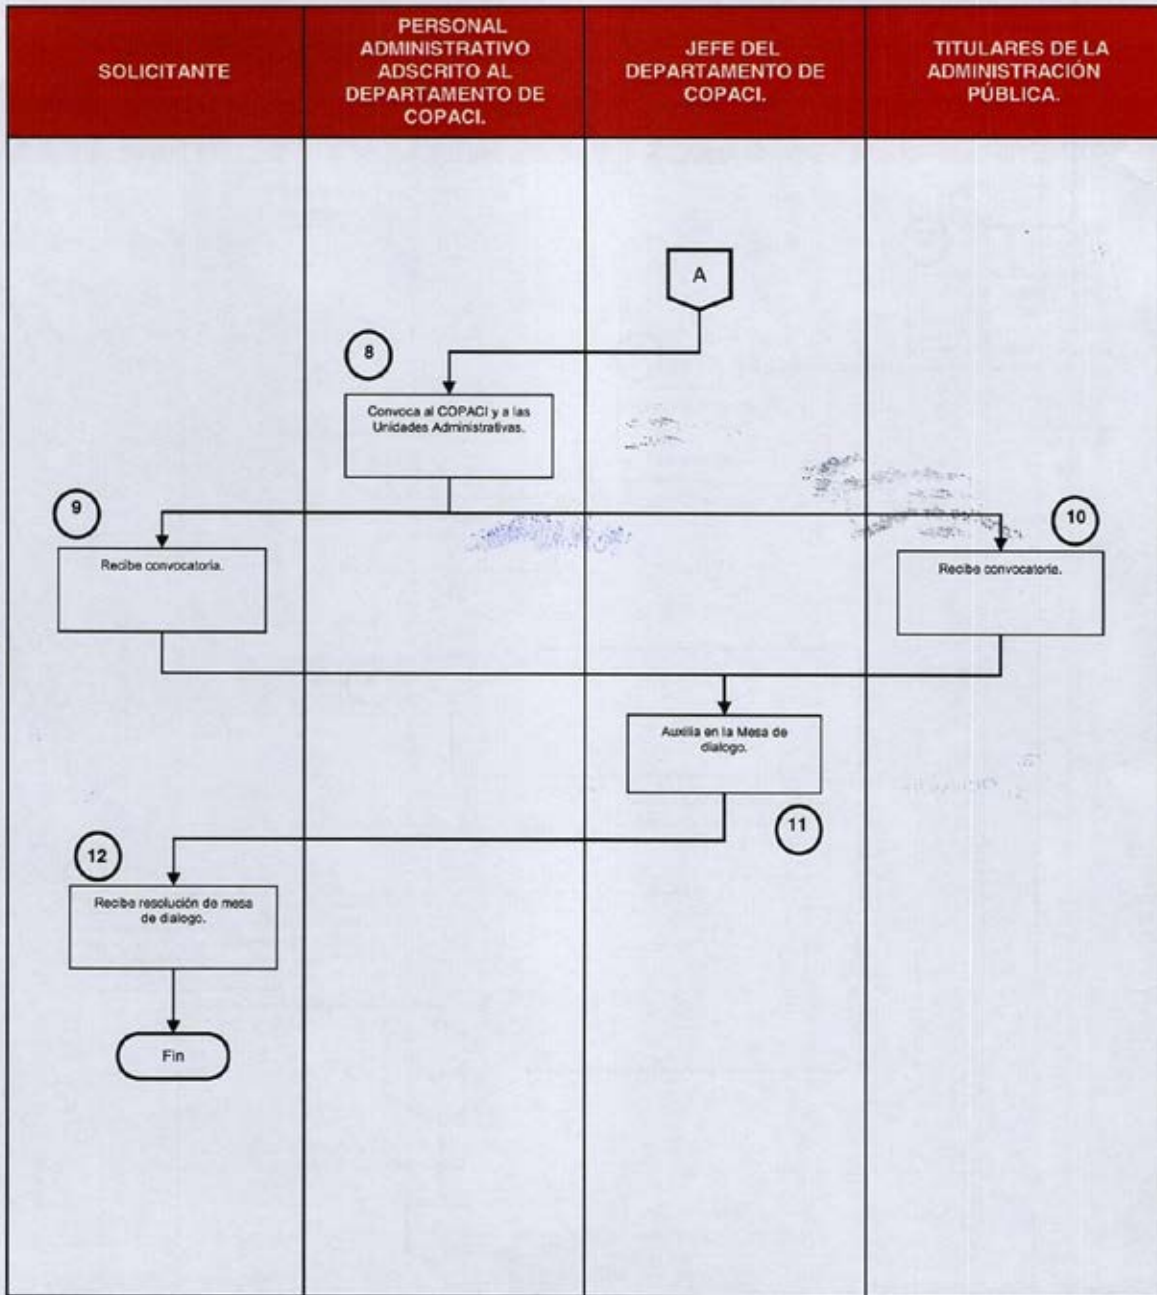 SOLICITANTE
PERSONAL
ADMINISTRATIVO
ADSCRITO AL
DEPARTAMENTO DE
COPACI.
JEFE DEL
DEPARTAMENTO DE
COPACI.
TITULARES DE LA
ADMINISTRACIÓN
PÚBLICA.
A
8
Convoca al COPACI y a las
Unidades Administrativas.
9
Recibe convocatoria.
10
Recibe convocatoria.
Auxilia en la Mesa de
dialogo.
11
12
Recibe resolución de mesa
de dialogo.
Fin